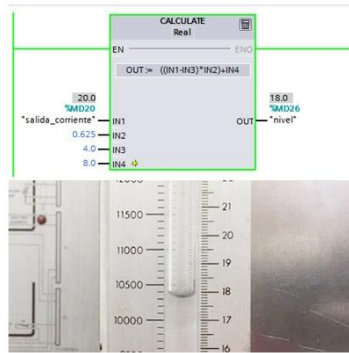 CALCULATE
Real
EN
ENO
OUT := ((IN1-IN3)*IN2)+IN4
20.0
%MD20
"salida_corriente"
IN1
0.625
IN2
4.0
IN3
8.0
IN4
18.0
%MD26
OUT
"nivel"
21
11500
20
11000
19
10500
18
10000
17
16